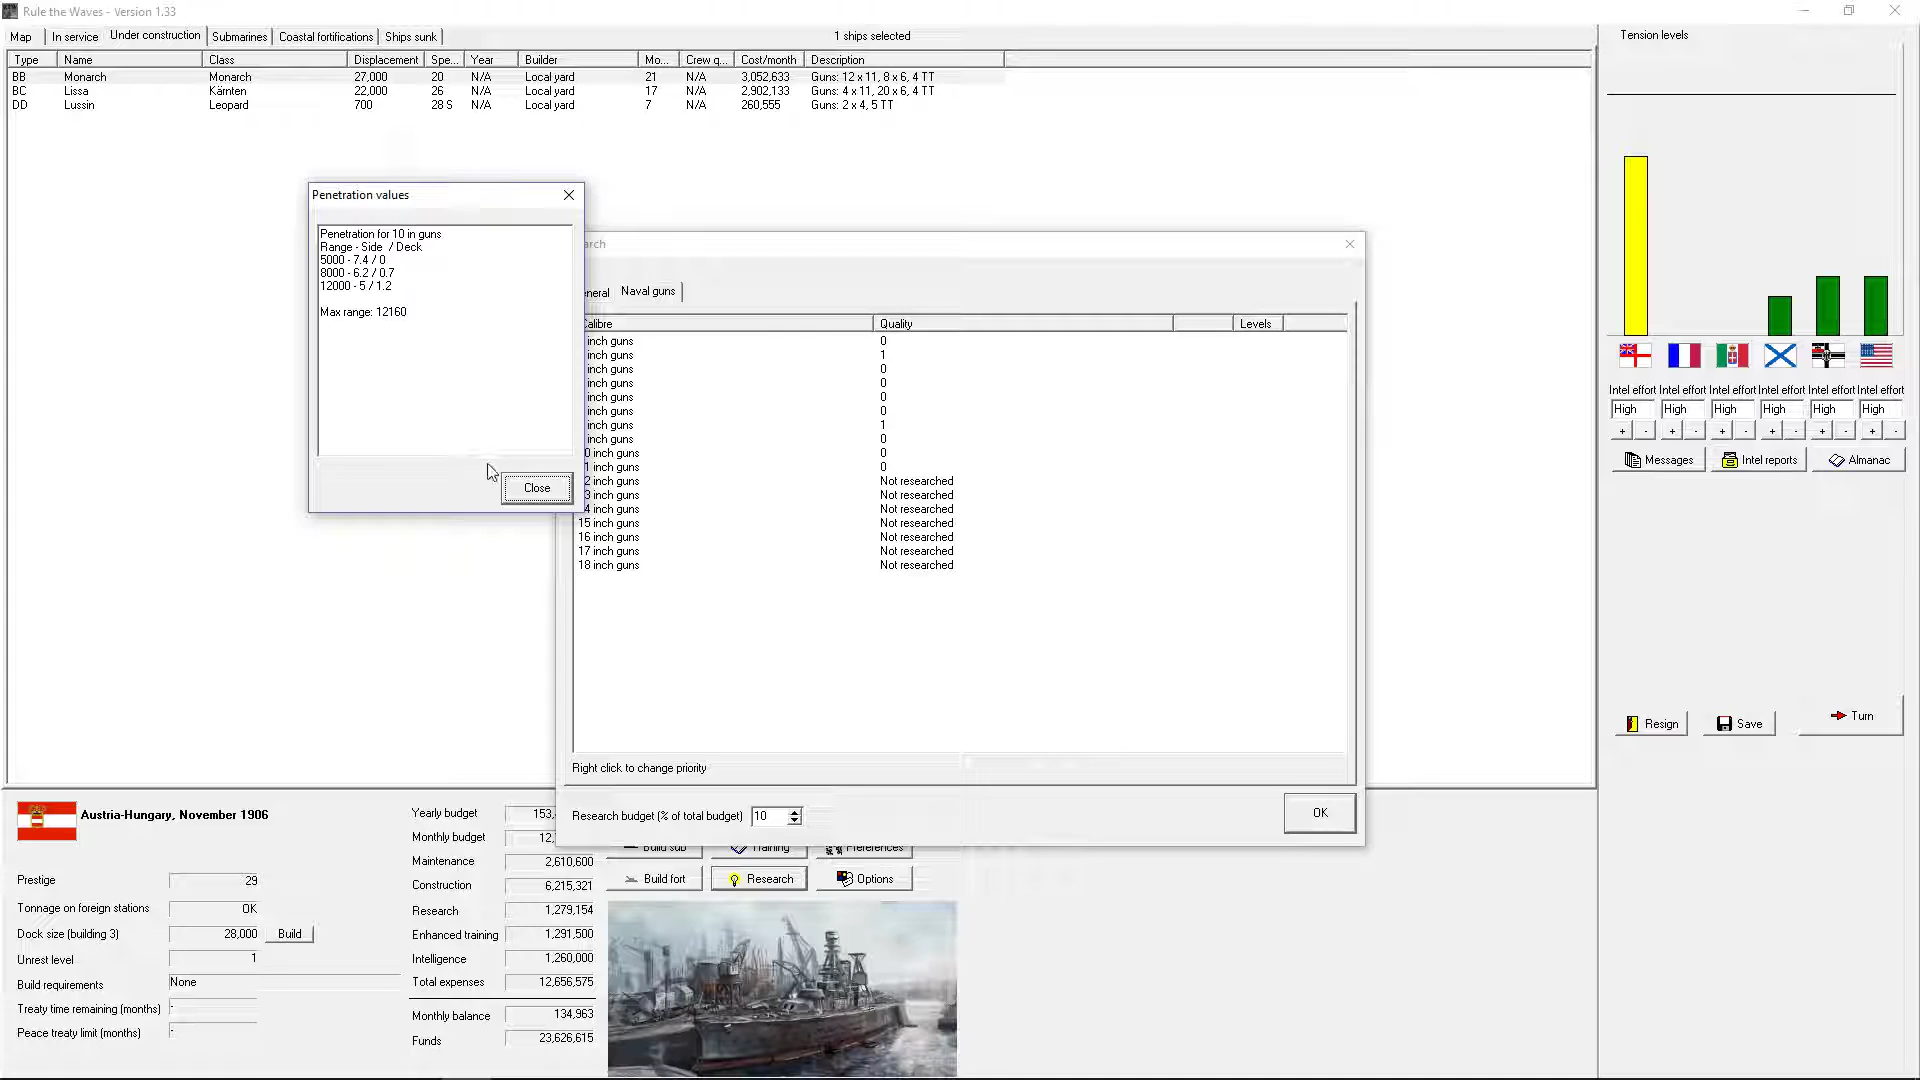 Rule the Waves - Version 1.33
Map In service Under construction Submarines Coastal fortifications Ships sunk 1 ships selected
Type Name Class Displacement Spe... Year Builder Mo... Crew q... Cost/month Description
BB Monarch Monarch 27,000 20 N/A Local yard 21 N/A 3,052,633 Guns: 12 x 11, 8 x 6, 4 TT
BC Lissa Kärnten 22,000 26 N/A Local yard 17 N/A 2,902,133 Guns: 4 x 11, 20 x 6, 4 TT
DD Lussin Leopard 700 28 S N/A Local yard 7 N/A 260,555 Guns: 2 x 4, 5 TT
Penetration values
Penetration for 10 in guns
Range - Side / Deck
5000 - 7.4 / 0
8000 - 6.2 / 0.7
12000 - 5 / 1.2
Max range: 12160
Close
arch
neral Naval guns
alibre Quality Levels
inch guns 0
inch guns 1
inch guns 0
inch guns 0
inch guns 0
inch guns 0
inch guns 1
inch guns 0
0 inch guns 0
1 inch guns 0
2 inch guns Not researched
3 inch guns Not researched
4 inch guns Not researched
15 inch guns Not researched
16 inch guns Not researched
17 inch guns Not researched
18 inch guns Not researched
Right click to change priority
Research budget (% of total budget) 10
OK
Tension levels
Intel effort Intel effort Intel effort Intel effort Intel effort Intel effort
High High High High High High
+ - + - + - + - + - + -
Messages Intel reports Almanac
Resign Save Turn
Austria-Hungary, November 1906
Prestige 29
Tonnage on foreign stations OK
Dock size (building 3) 28,000 Build
Unrest level 1
Build requirements None
Treaty time remaining (months) -
Peace treaty limit (months) -
Yearly budget 153,
Monthly budget 12,
Maintenance 2,610,600
Construction 6,215,321
Research 1,279,154
Enhanced training 1,291,500
Intelligence 1,260,000
Total expenses 12,656,575
Monthly balance 134,963
Funds 23,626,615
Build sub Training Preferences
Build fort Research Options